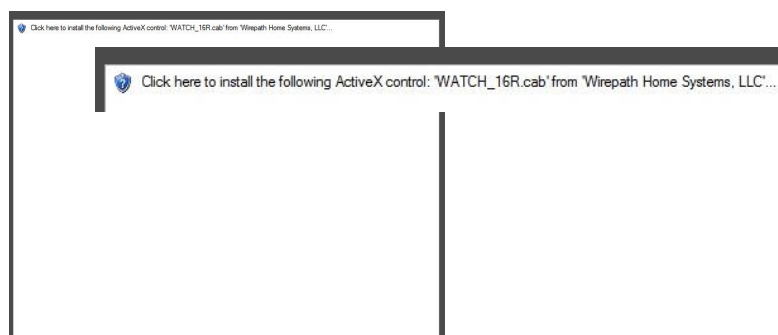 Click here to install the following ActiveX control: 'WATCH_16R.cab' from 'Wirepath Home Systems, LLC'...
Click here to install the following ActiveX control: 'WATCH_16R.cab' from 'Wirepath Home Systems, LLC'...